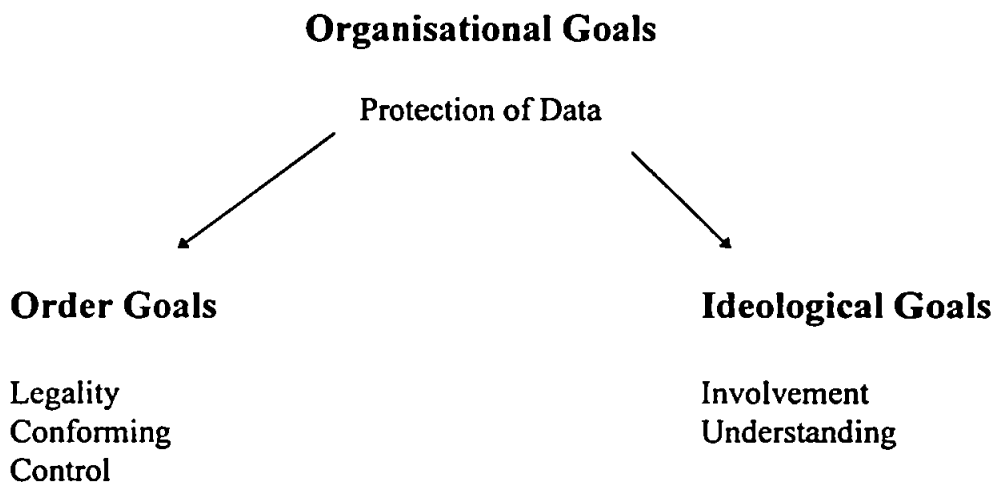 Organisational Goals
Protection of Data
Order Goals
Ideological Goals
Legality
Conforming
Control
Involvement
Understanding